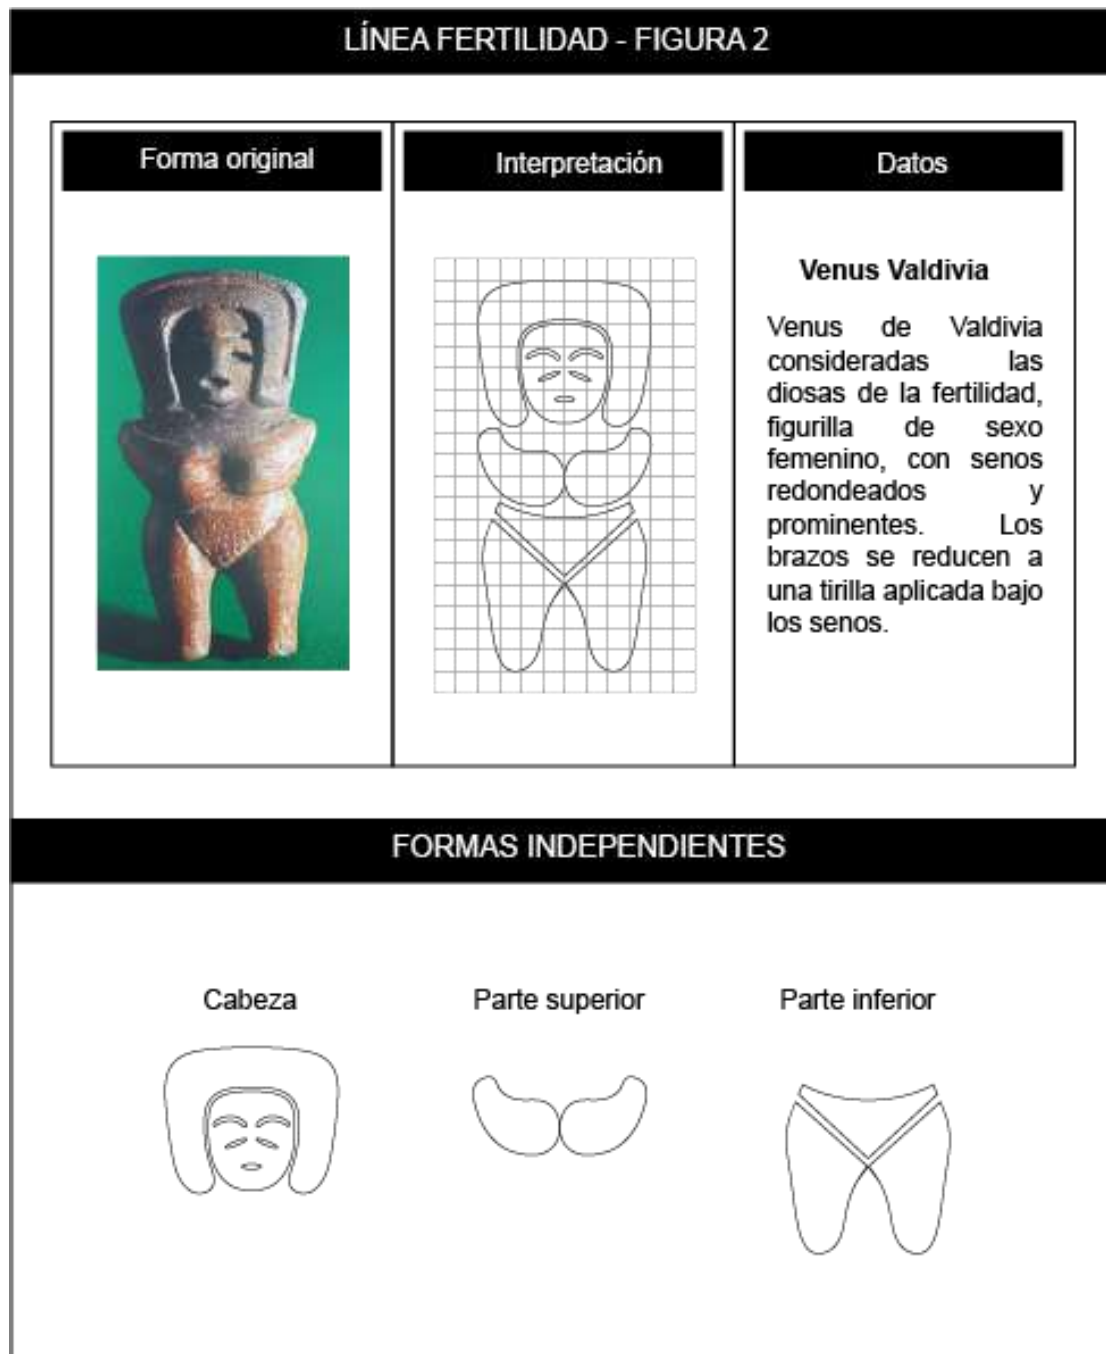 LÍNEA FERTILIDAD - FIGURA 2
Forma original
Interpretación
Datos
Venus Valdivia
Venus de Valdivia
consideradas las
diosas de la fertilidad,
figurilla de sexo
femenino, con senos
redondeados y
prominentes. Los
brazos se reducen a
una tirilla aplicada bajo
los senos.
FORMAS INDEPENDIENTES
Cabeza
Parte superior
Parte inferior